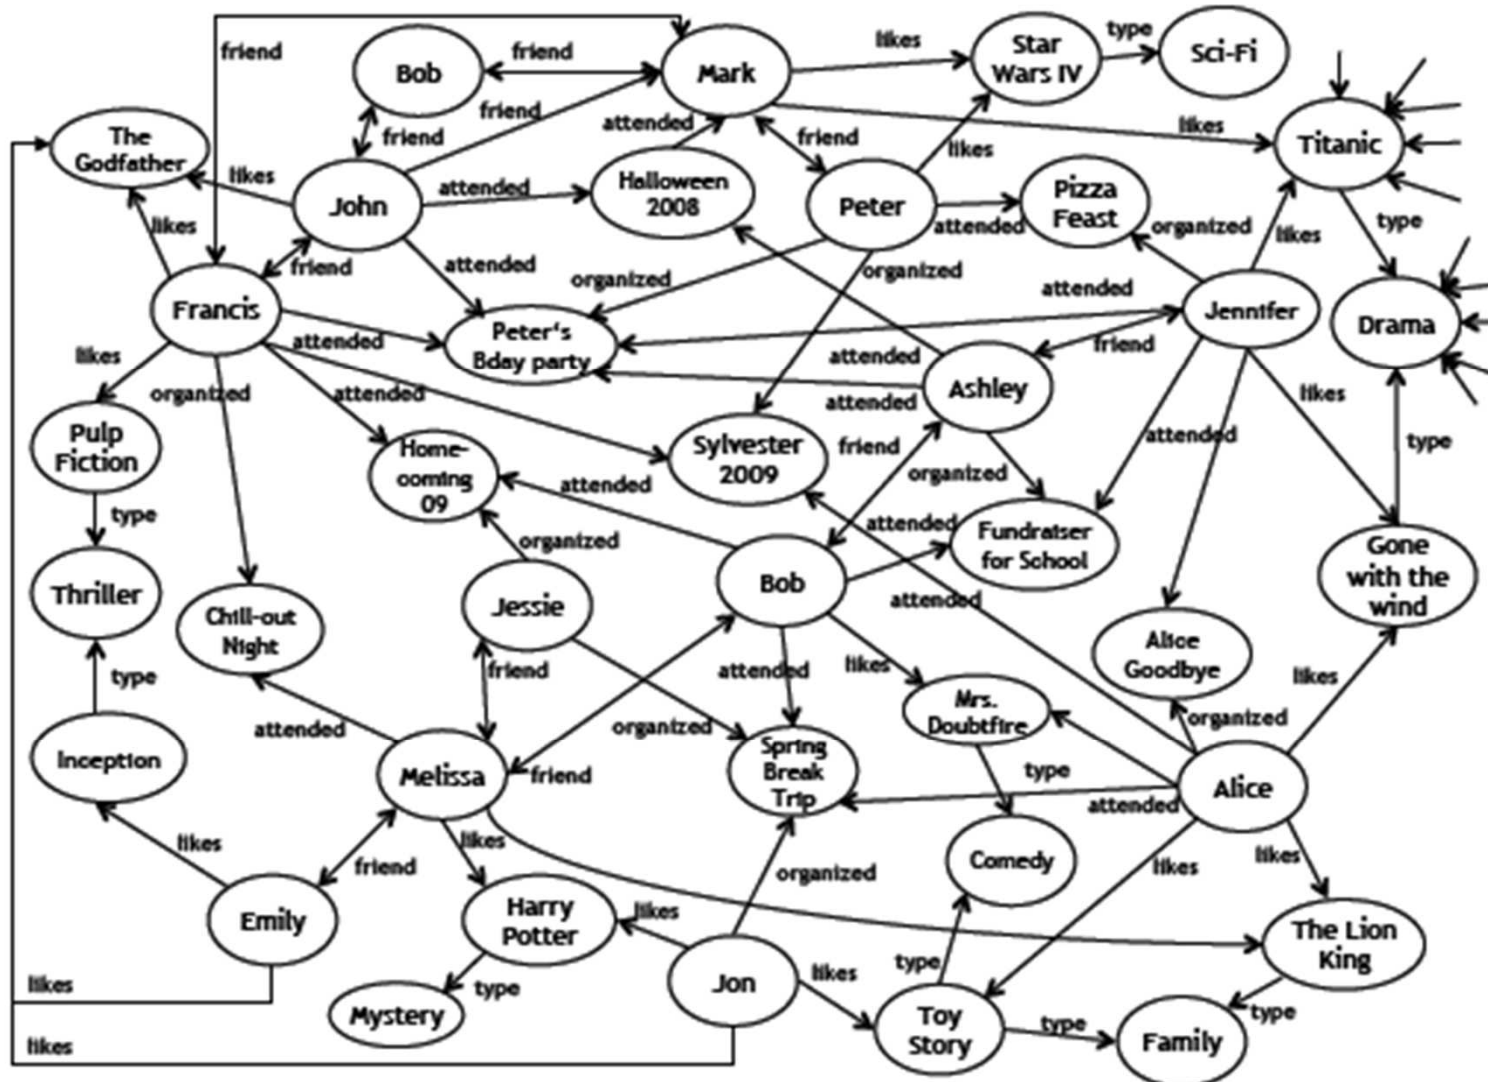 friend
Bob
friend
Mark
likes
Star
Wars IV
type
Sci-Fi
The
Godfather
friend
friend
attended
friend
likes
likes
Titanic
likes
John
attended
Halloween
2008
Peter
attended
Pizza
Feast
organized
likes
type
likes
friend
attended
organized
organized
attended
Francis
attended
Peter's
Bday party
attended
friend
Jennifer
Drama
likes
organized
attended
attended
Ashley
likes
Pulp
Fiction
Home-
coming
09
attended
Sylvester
2009
friend
organized
attended
type
type
organized
attended
Fundraiser
for School
Gone
with the
wind
Thriller
Chill-out
Night
Jessie
Bob
attended
Alice
Goodbye
type
friend
attended
likes
likes
attended
organized
Mrs.
Doubtfire
organized
Inception
Melissa
friend
Spring
Break
Trip
type
attended
Alice
likes
likes
friend
organized
Comedy
likes
likes
Emily
Harry
Potter
likes
The Lion
King
likes
type
Mystery
Jon
likes
type
Toy
Story
type
Family
type
likes